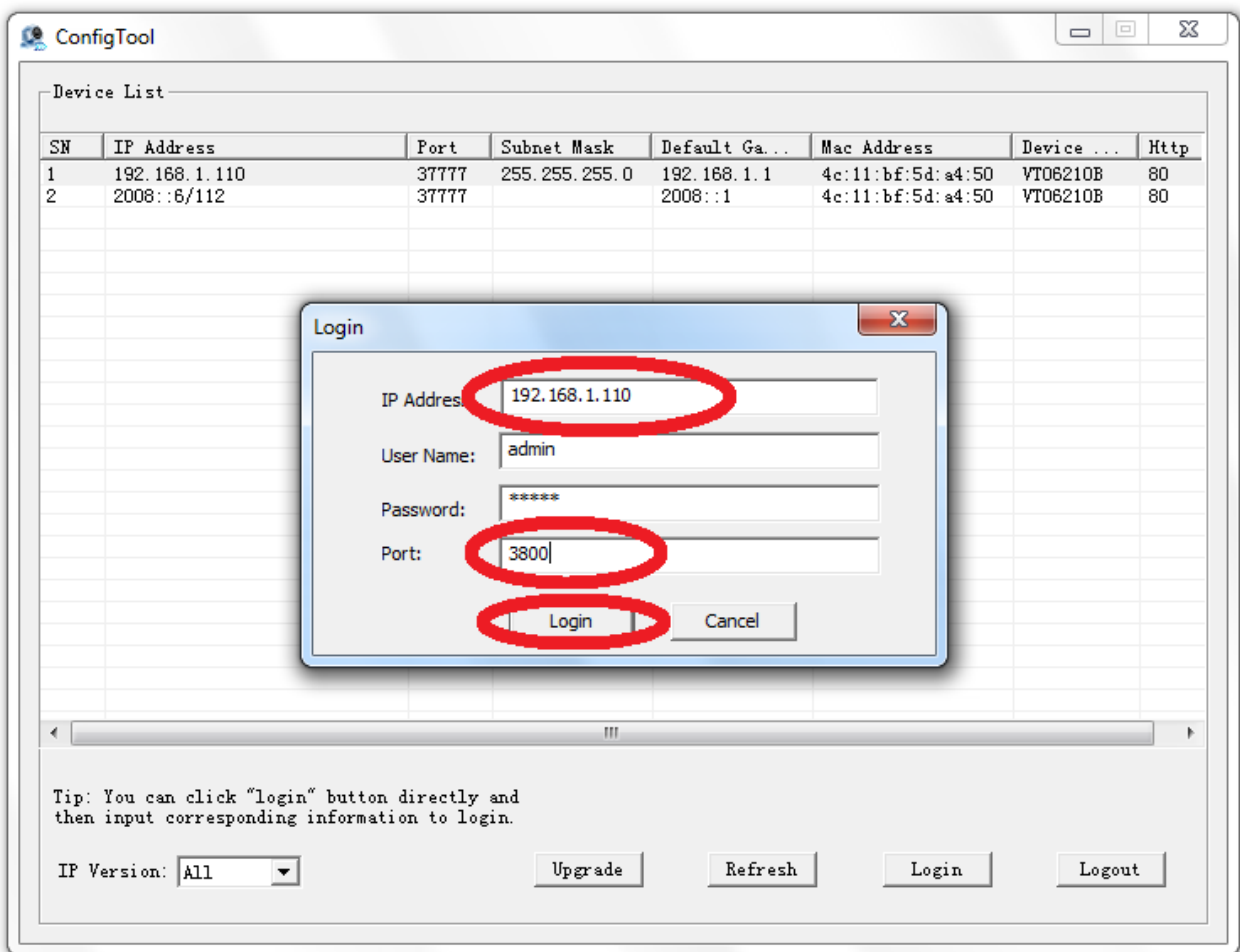 ConfigTool
Device List
SN IP Address Port Subnet Mask Default Ga... Mac Address Device ... Http
1 192.168.1.110 37777 255.255.255.0 192.168.1.1 4c:11:bf:5d:a4:50 VTO6210B 80
2 2008::6/112 37777 2008::1 4c:11:bf:5d:a4:50 VTO6210B 80
Login
IP Addres 192.168.1.110
User Name: admin
Password: *****
Port: 3800
Login Cancel
Tip: You can click "login" button directly and
then input corresponding information to login.
IP Version: All Upgrade Refresh Login Logout